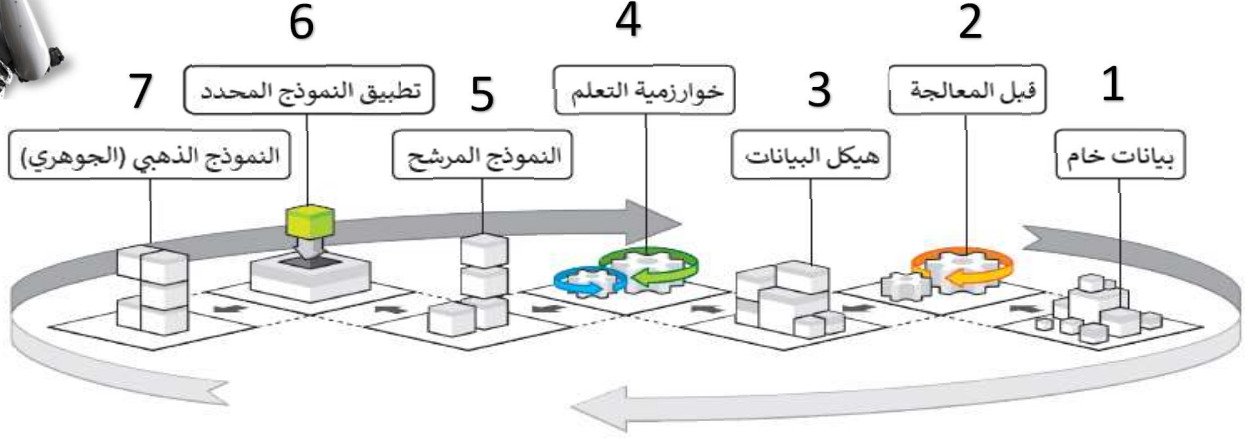 6
4
2
7
تطبيق النموذج المحدد
5
خوارزمية التعلم
3
قبل المعالجة
1
النموذج الذهبي (الجوهري)
النموذج المرشح
هيكل البيانات
بيانات خام